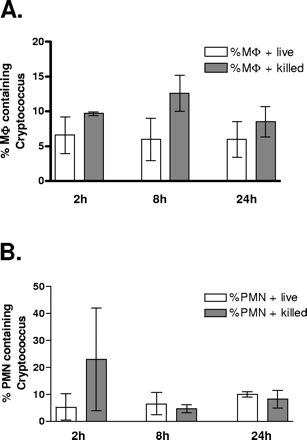 A.
%MΦ + live
%MΦ + killed
% MΦ containing
Cryptococcus
20
15
10
5
0
2h
8h
24h
B.
%PMN + live
%PMN + killed
% PMN containing
Cryptococcus
50
40
30
20
10
0
2h
8h
24h